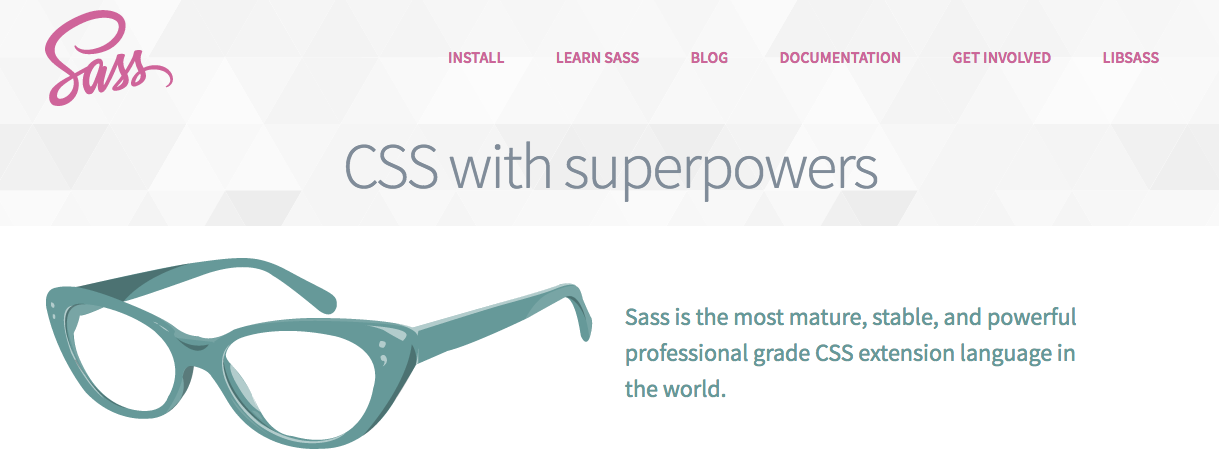 Sass
INSTALL LEARN SASS BLOG DOCUMENTATION GET INVOLVED LIBSASS
CSS with superpowers
Sass is the most mature, stable, and powerful
professional grade CSS extension language in
the world.